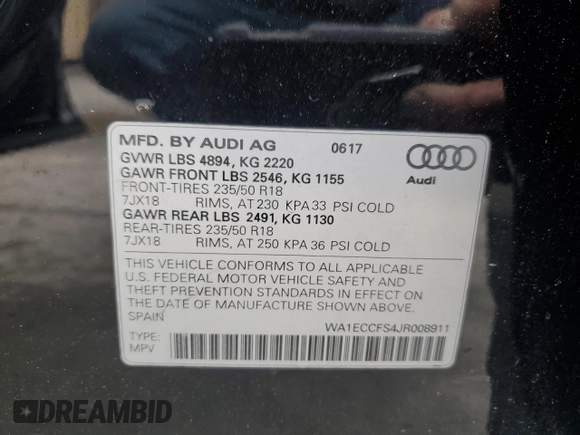 MFD. BY AUDI AG 0617
GVWR LBS 4894, KG 2220
GAWR FRONT LBS 2546, KG 1155
FRONT-TIRES 235/50 R18
7JX18 RIMS, AT 230 KPA 33 PSI COLD
GAWR REAR LBS 2491, KG 1130
REAR-TIRES 235/50 R18
7JX18 RIMS, AT 250 KPA 36 PSI COLD
Audi
THIS VEHICLE CONFORMS TO ALL APPLICABLE
U.S. FEDERAL MOTOR VEHICLE SAFETY AND
THEFT PREVENTION STANDARDS IN EFFECT ON
THE DATE OF MANUFACTURE SHOWN ABOVE.
SPAIN
WA1ECCFS4JR008911
TYPE:
MPV
DREAMBID